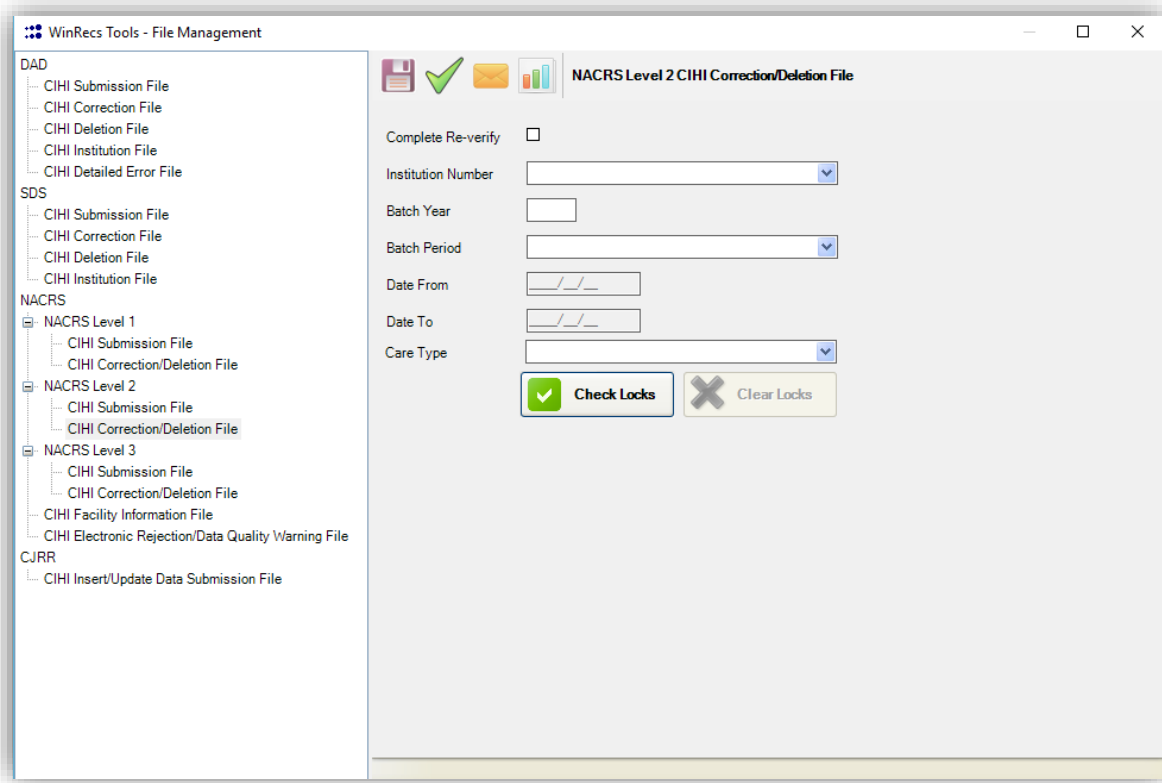 WinRecs Tools - File Management
DAD
CIHI Submission File
CIHI Correction File
CIHI Deletion File
CIHI Institution File
CIHI Detailed Error File
SDS
CIHI Submission File
CIHI Correction File
CIHI Deletion File
CIHI Institution File
NACRS
NACRS Level 1
CIHI Submission File
CIHI Correction/Deletion File
NACRS Level 2
CIHI Submission File
CIHI Correction/Deletion File
NACRS Level 3
CIHI Submission File
CIHI Correction/Deletion File
CIHI Facility Information File
CIHI Electronic Rejection/Data Quality Warning File
CJRR
CIHI Insert/Update Data Submission File
NACRS Level 2 CIHI Correction/Deletion File
Complete Re-verify
Institution Number
Batch Year
Batch Period
Date From ____/__/__
Date To ____/__/__
Care Type
Check Locks Clear Locks